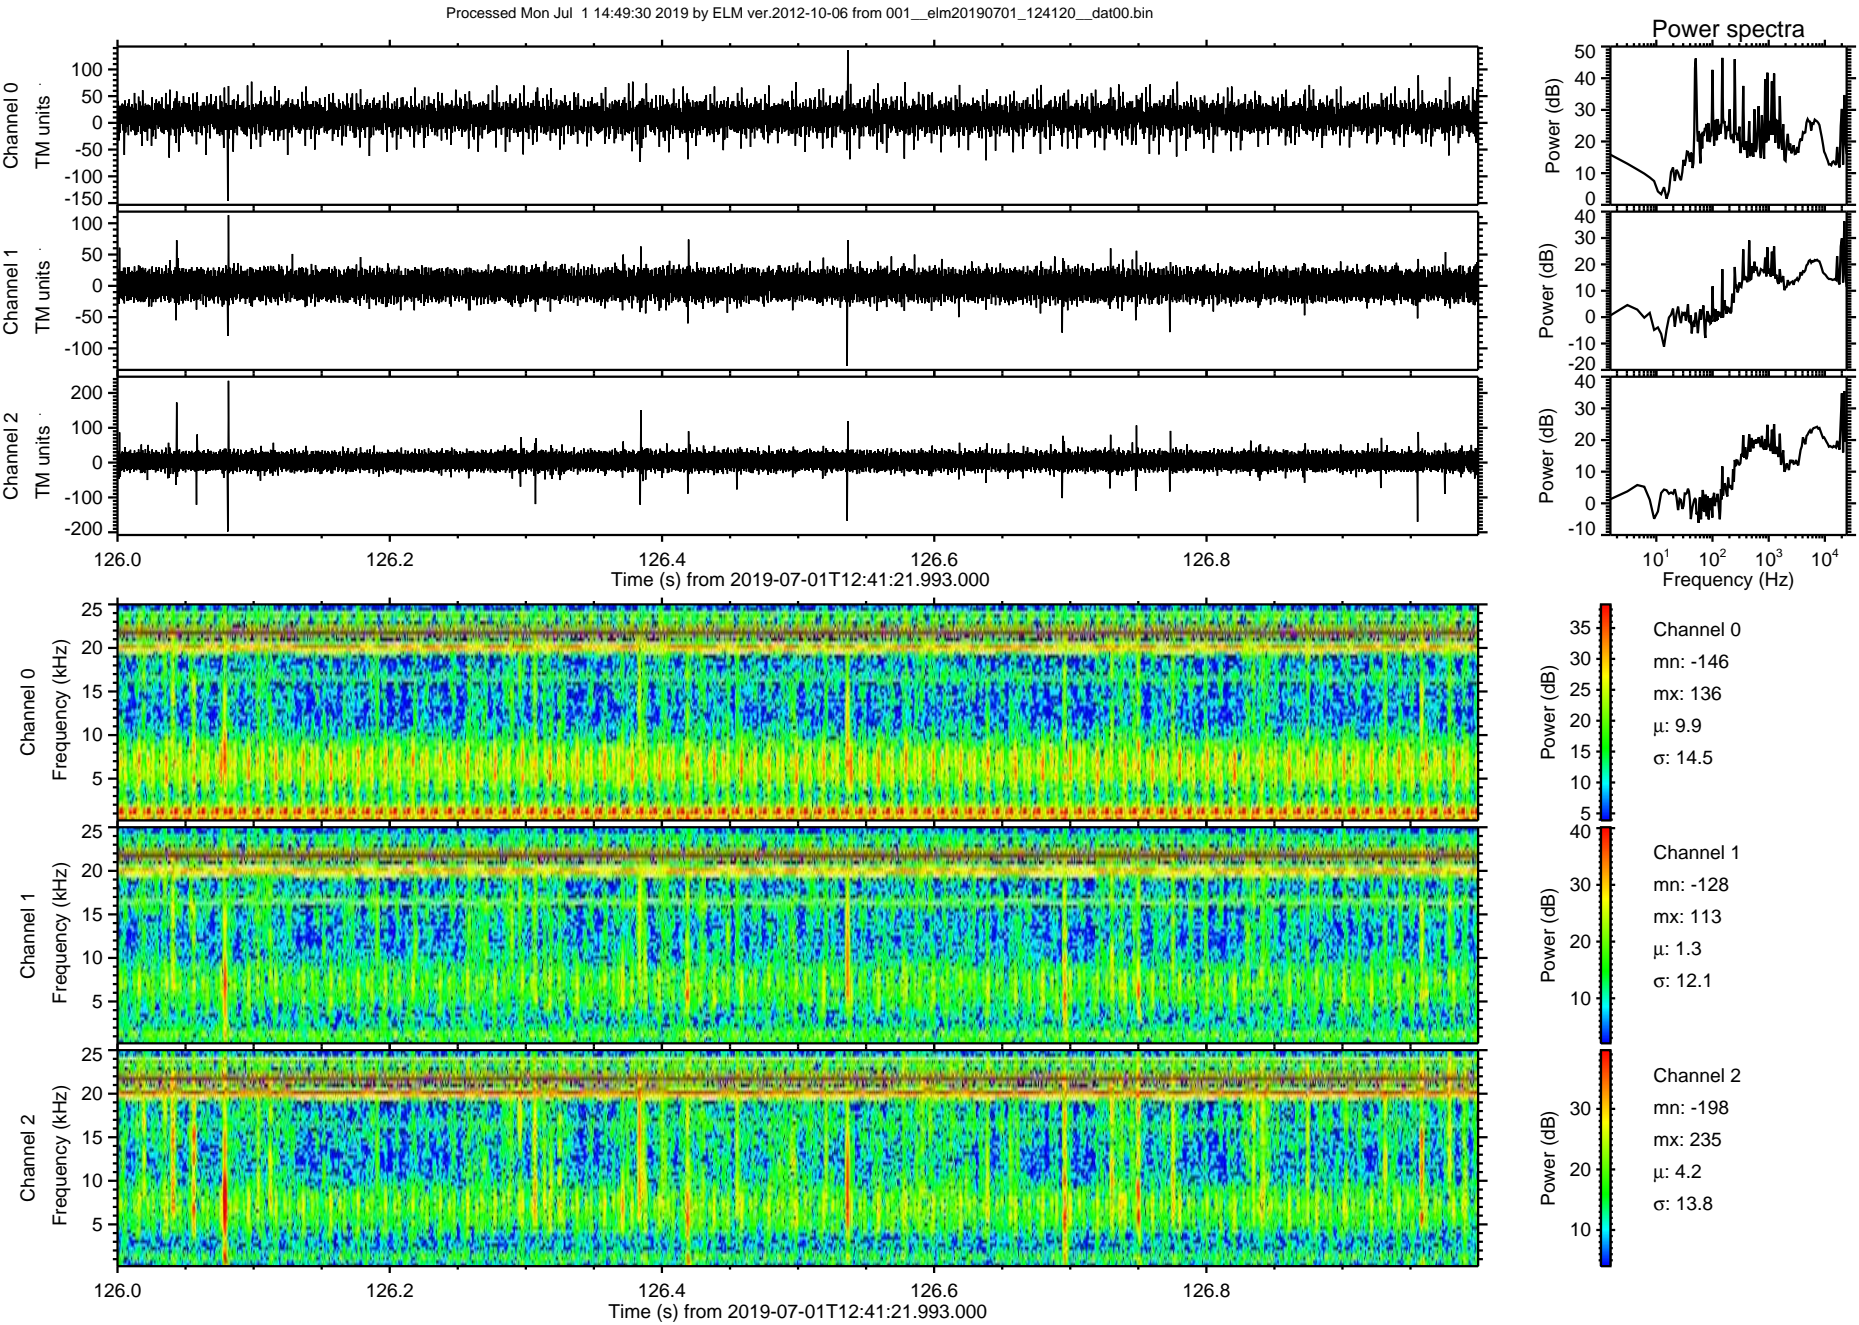 Processed Mon Jul  1 14:49:30 2019 by ELM ver.2012-10-06 from 001__elm20190701_124120__dat00.bin
Power spectra
Channel 0
TM units
100
50
0
-50
-100
-150
Power (dB)
50
40
30
20
10
0
Channel 1
TM units
100
50
0
-50
-100
Power (dB)
40
30
20
10
0
-10
-20
Channel 2
TM units
200
100
0
-100
-200
Power (dB)
40
30
20
10
0
-10
126.0 126.2 126.4 126.6 126.8
Time (s) from 2019-07-01T12:41:21.993.000
10¹ 10² 10³ 10⁴
Frequency (Hz)
Channel 0
Frequency (kHz)
25
20
15
10
5
Power (dB)
35
30
25
20
15
10
5
Channel 0
mn: -146
mx: 136
μ: 9.9
σ: 14.5
Channel 1
Frequency (kHz)
25
20
15
10
5
Power (dB)
40
30
20
10
Channel 1
mn: -128
mx: 113
μ: 1.3
σ: 12.1
Channel 2
Frequency (kHz)
25
20
15
10
5
Power (dB)
30
20
10
Channel 2
mn: -198
mx: 235
μ: 4.2
σ: 13.8
126.0 126.2 126.4 126.6 126.8
Time (s) from 2019-07-01T12:41:21.993.000